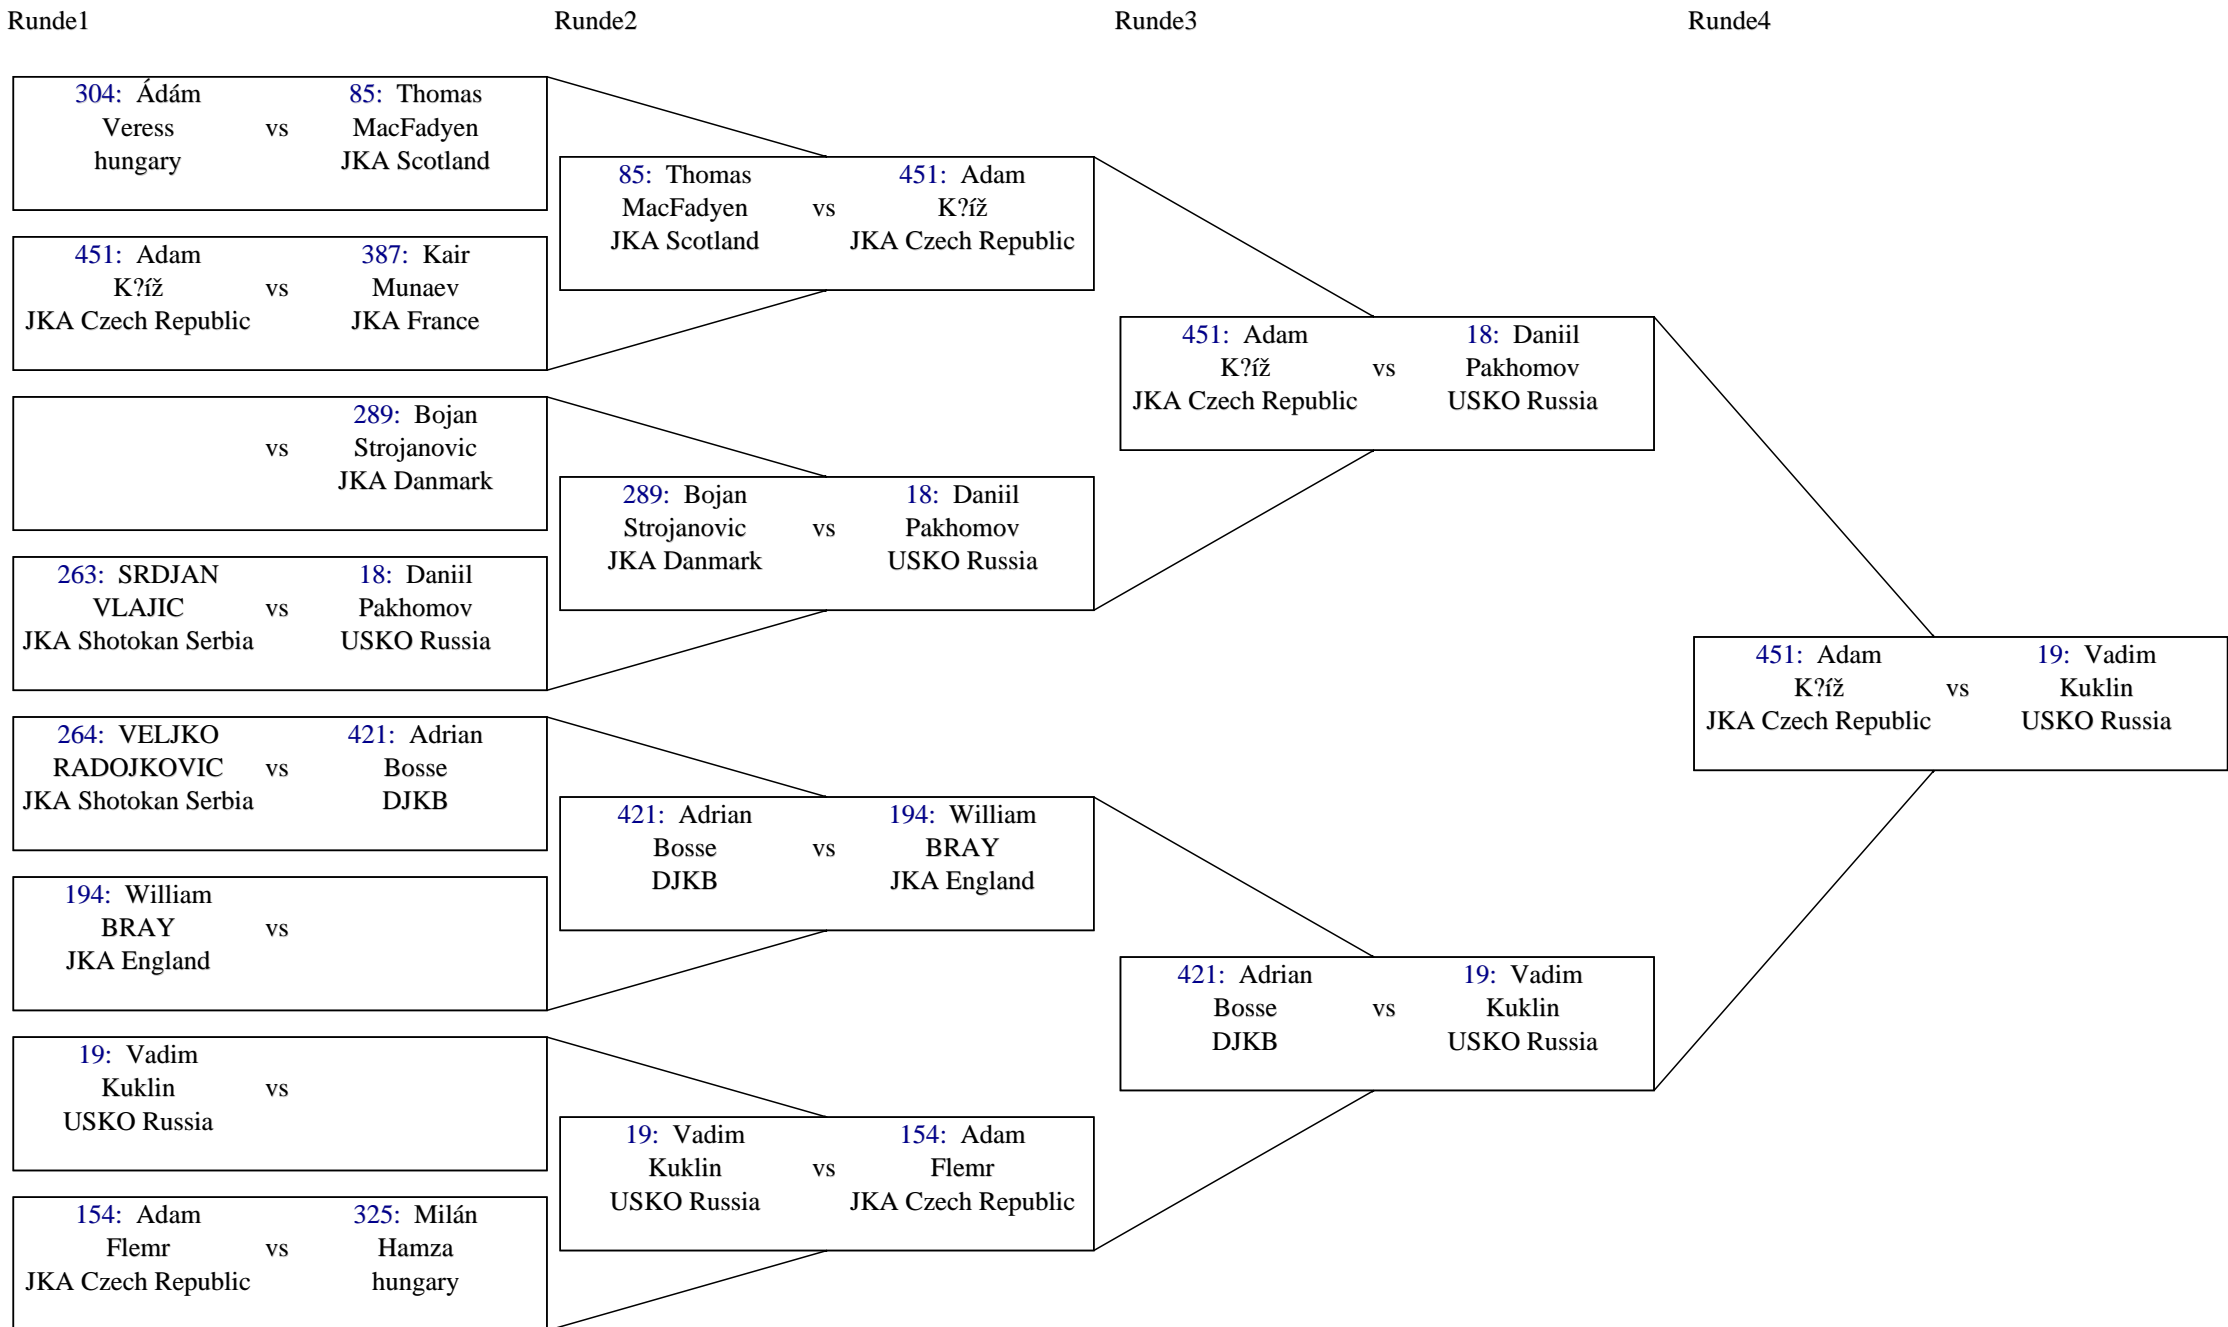 Runde1
Runde2
Runde3
Runde4
304: Ádám
Veress
hungary
vs
85: Thomas
MacFadyen
JKA Scotland
451: Adam
K?íž
JKA Czech Republic
vs
387: Kair
Munaev
JKA France
vs
289: Bojan
Strojanovic
JKA Danmark
263: SRDJAN
VLAJIC
JKA Shotokan Serbia
vs
18: Daniil
Pakhomov
USKO Russia
264: VELJKO
RADOJKOVIC
JKA Shotokan Serbia
vs
421: Adrian
Bosse
DJKB
194: William
BRAY
JKA England
vs
19: Vadim
Kuklin
USKO Russia
vs
154: Adam
Flemr
JKA Czech Republic
vs
325: Milán
Hamza
hungary
85: Thomas
MacFadyen
JKA Scotland
vs
451: Adam
K?íž
JKA Czech Republic
289: Bojan
Strojanovic
JKA Danmark
vs
18: Daniil
Pakhomov
USKO Russia
421: Adrian
Bosse
DJKB
vs
194: William
BRAY
JKA England
19: Vadim
Kuklin
USKO Russia
vs
154: Adam
Flemr
JKA Czech Republic
451: Adam
K?íž
JKA Czech Republic
vs
18: Daniil
Pakhomov
USKO Russia
421: Adrian
Bosse
DJKB
vs
19: Vadim
Kuklin
USKO Russia
451: Adam
K?íž
JKA Czech Republic
vs
19: Vadim
Kuklin
USKO Russia